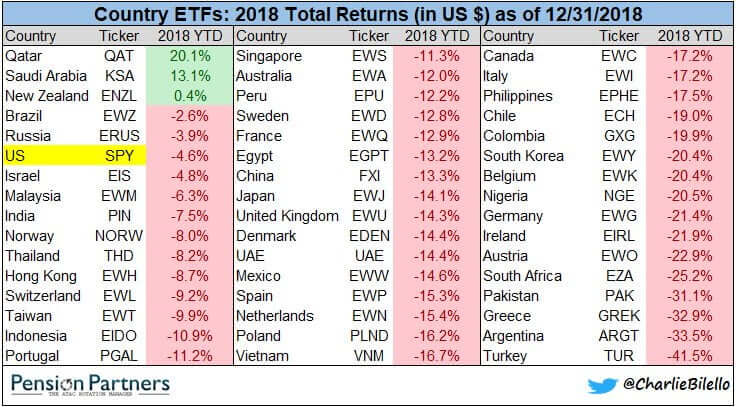 Country ETFs: 2018 Total Returns (in US $) as of 12/31/2018
Country Ticker 2018 YTD Country Ticker 2018 YTD Country Ticker 2018 YTD
Qatar QAT 20.1% Singapore EWS -11.3% Canada EWC -17.2%
Saudi Arabia KSA 13.1% Australia EWA -12.0% Italy EWI -17.2%
New Zealand ENZL 0.4% Peru EPU -12.2% Philippines EPHE -17.5%
Brazil EWZ -2.6% Sweden EWD -12.8% Chile ECH -19.0%
Russia ERUS -3.9% France EWQ -12.9% Colombia GXG -19.9%
US SPY -4.6% Egypt EGPT -13.2% South Korea EWY -20.4%
Israel EIS -4.8% China FXI -13.3% Belgium EWK -20.4%
Malaysia EWM -6.3% Japan EWJ -14.1% Nigeria NGE -20.5%
India PIN -7.5% United Kingdom EWU -14.3% Germany EWG -21.4%
Norway NORW -8.0% Denmark EDEN -14.4% Ireland EIRL -21.9%
Thailand THD -8.2% UAE UAE -14.4% Austria EWO -22.9%
Hong Kong EWH -8.7% Mexico EWW -14.6% South Africa EZA -25.2%
Switzerland EWL -9.2% Spain EWP -15.3% Pakistan PAK -31.1%
Taiwan EWT -9.9% Netherlands EWN -15.4% Greece GREK -32.9%
Indonesia EIDO -10.9% Poland PLND -16.2% Argentina ARGT -33.5%
Portugal PGAL -11.2% Vietnam VNM -16.7% Turkey TUR -41.5%
Pension Partners
THE ATAC ROTATION MANAGER
@CharlieBilello